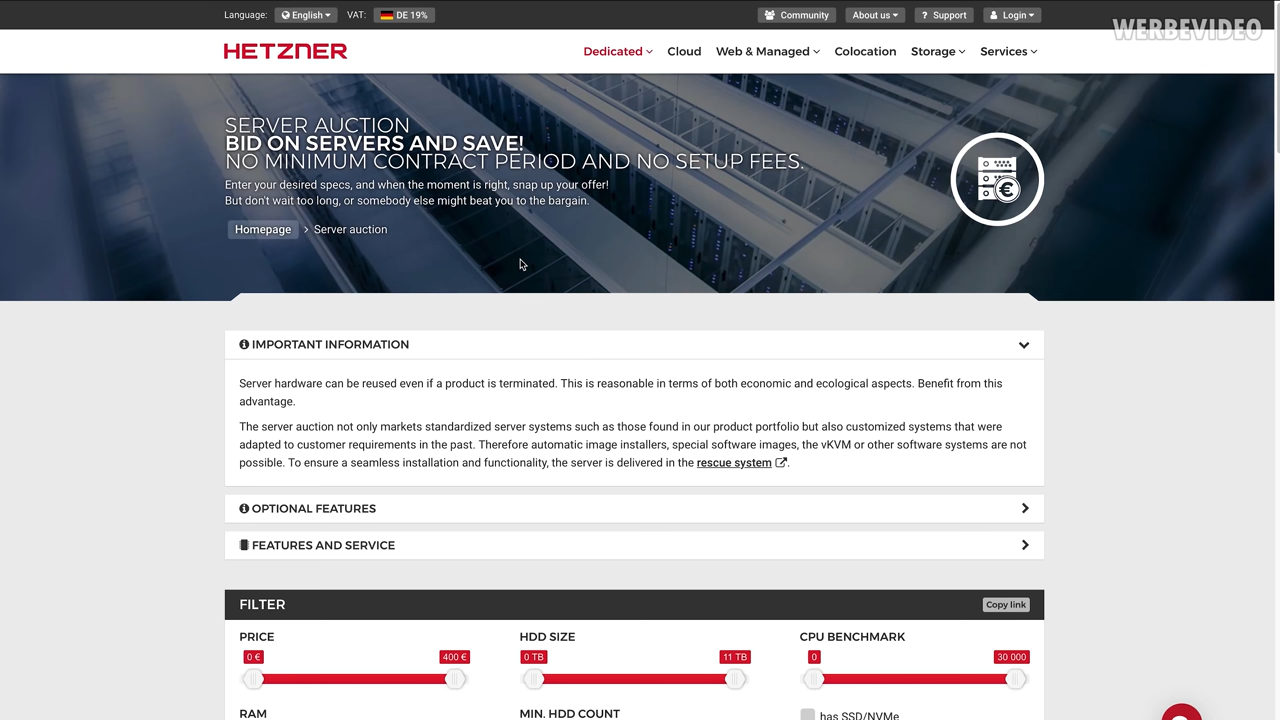 Language: English VAT: DE 19% Community About us Support Login
WERBEVIDEO
HETZNER
Dedicated Cloud Web & Managed Colocation Storage Services
SERVER AUCTION
BID ON SERVERS AND SAVE!
NO MINIMUM CONTRACT PERIOD AND NO SETUP FEES.
Enter your desired specs, and when the moment is right, snap up your offer!
But don't wait too long, or somebody else might beat you to the bargain.
Homepage Server auction
IMPORTANT INFORMATION
Server hardware can be reused even if a product is terminated. This is reasonable in terms of both economic and ecological aspects. Benefit from this
advantage.
The server auction not only markets standardized server systems such as those found in our product portfolio but also customized systems that were
adapted to customer requirements in the past. Therefore automatic image installers, special software images, the vKVM or other software systems are not
possible. To ensure a seamless installation and functionality, the server is delivered in the rescue system.
OPTIONAL FEATURES
FEATURES AND SERVICE
FILTER Copy link
PRICE HDD SIZE CPU BENCHMARK
0 € 400 € 0 TB 11 TB 0 30 000
RAM MIN. HDD COUNT has SSD/NVMe